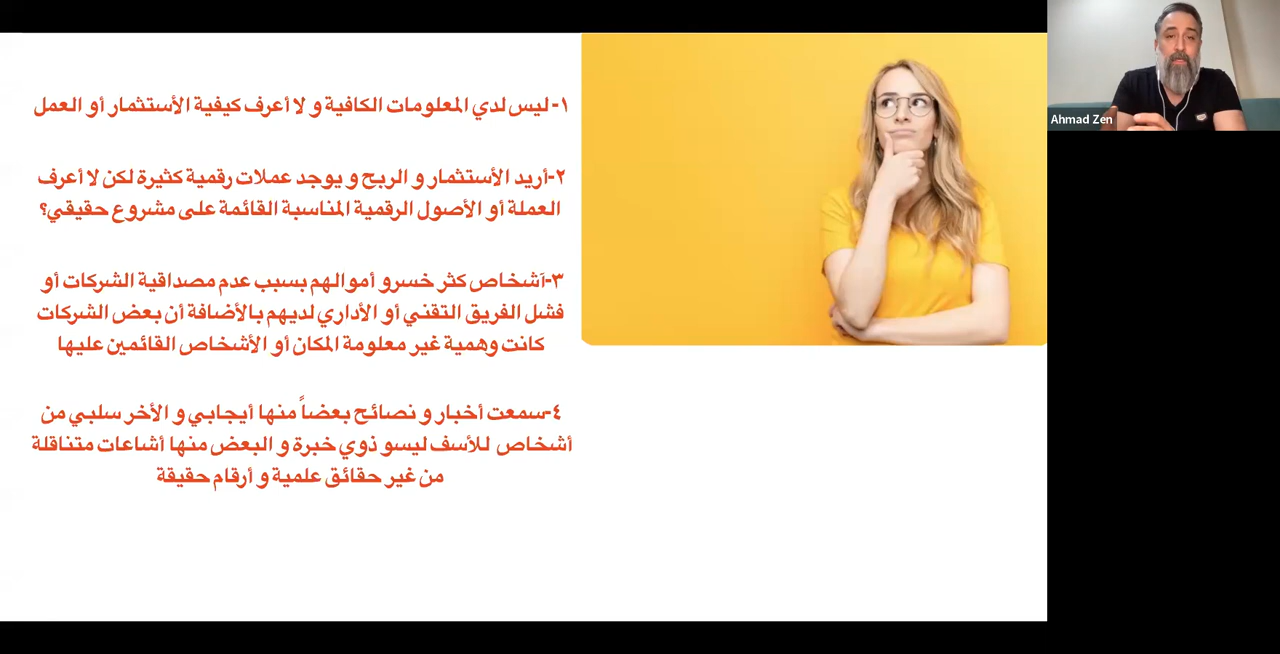 ١- ليس لدي المعلومات الكافية و لا أعرف كيفية الأستثمار أو العمل
٢-أريد الأستثمار و الربح و يوجد عملات رقمية كثيرة لكن لا أعرف
العملة أو الأصول الرقمية المناسبة القائمة على مشروع حقيقي؟
٣-آشخاص كثر خسرو أموالهم بسبب عدم مصداقية الشركات أو
فشل الفريق التقني أو الأداري لديهم بالأضافة أن بعض الشركات
كانت وهمية غير معلومة المكان أو الأشخاص القائمين عليها
٤-سمعت أخبار و نصائح بعضاً منها أيجابي و الأخر سلبي من
أشخاص للأسف ليسو ذوي خبرة و البعض منها أشاعات متناقلة
من غير حقائق علمية و أرقام حقيقة
Ahmad Zen